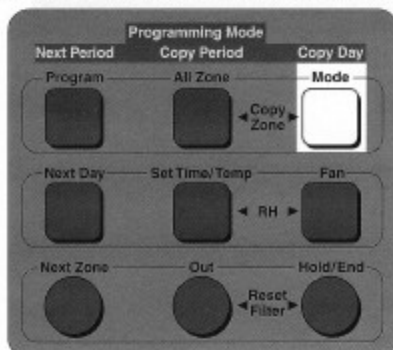 Programming Mode
Next Period Copy Period Copy Day
Program All Zone Mode
◄Copy► Zone
Next Day Set Time/Temp Fan
◄ RH ►
Next Zone Out Hold/End
◄Reset► Filter